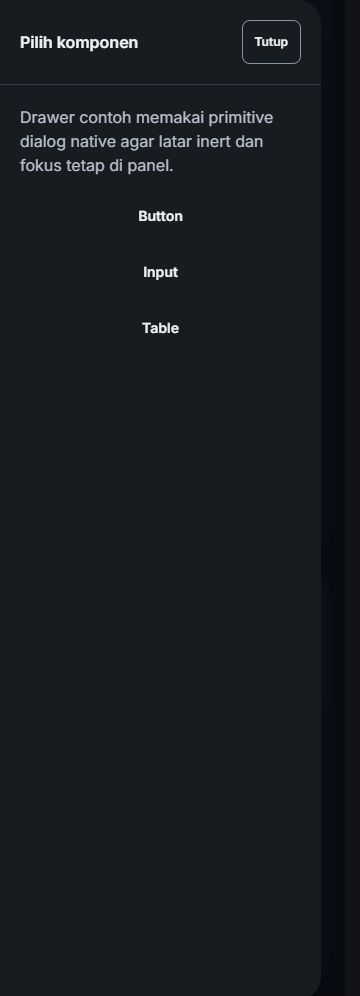 Pilih komponen
Tutup
Drawer contoh memakai primitive
dialog native agar latar inert dan
fokus tetap di panel.
Button
Input
Table